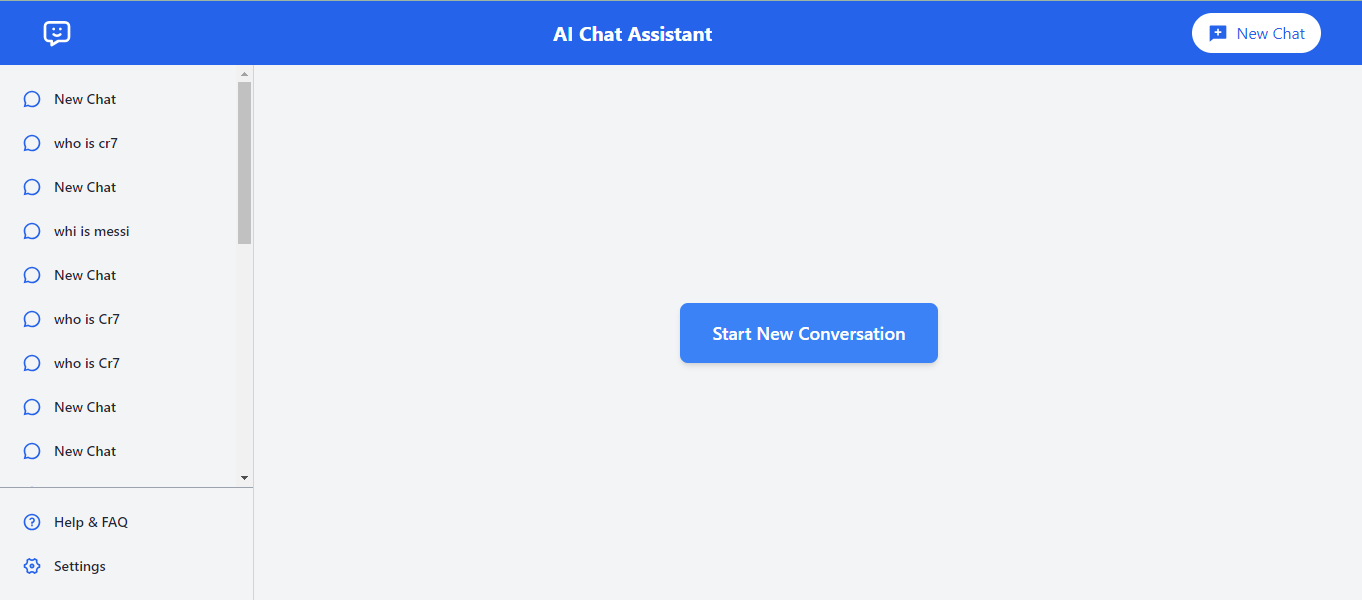 AI Chat Assistant
New Chat
New Chat
who is cr7
New Chat
whi is messi
New Chat
who is Cr7
who is Cr7
New Chat
New Chat
Start New Conversation
Help & FAQ
Settings